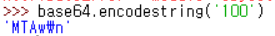 >>> base64.encodestring('100')
'MTAw₩n'